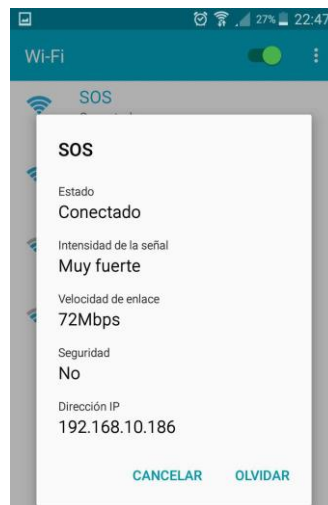 27% 22:47
Wi-Fi
SOS
SOS
Estado
Conectado
Intensidad de la señal
Muy fuerte
Velocidad de enlace
72Mbps
Seguridad
No
Dirección IP
192.168.10.186
CANCELAR OLVIDAR